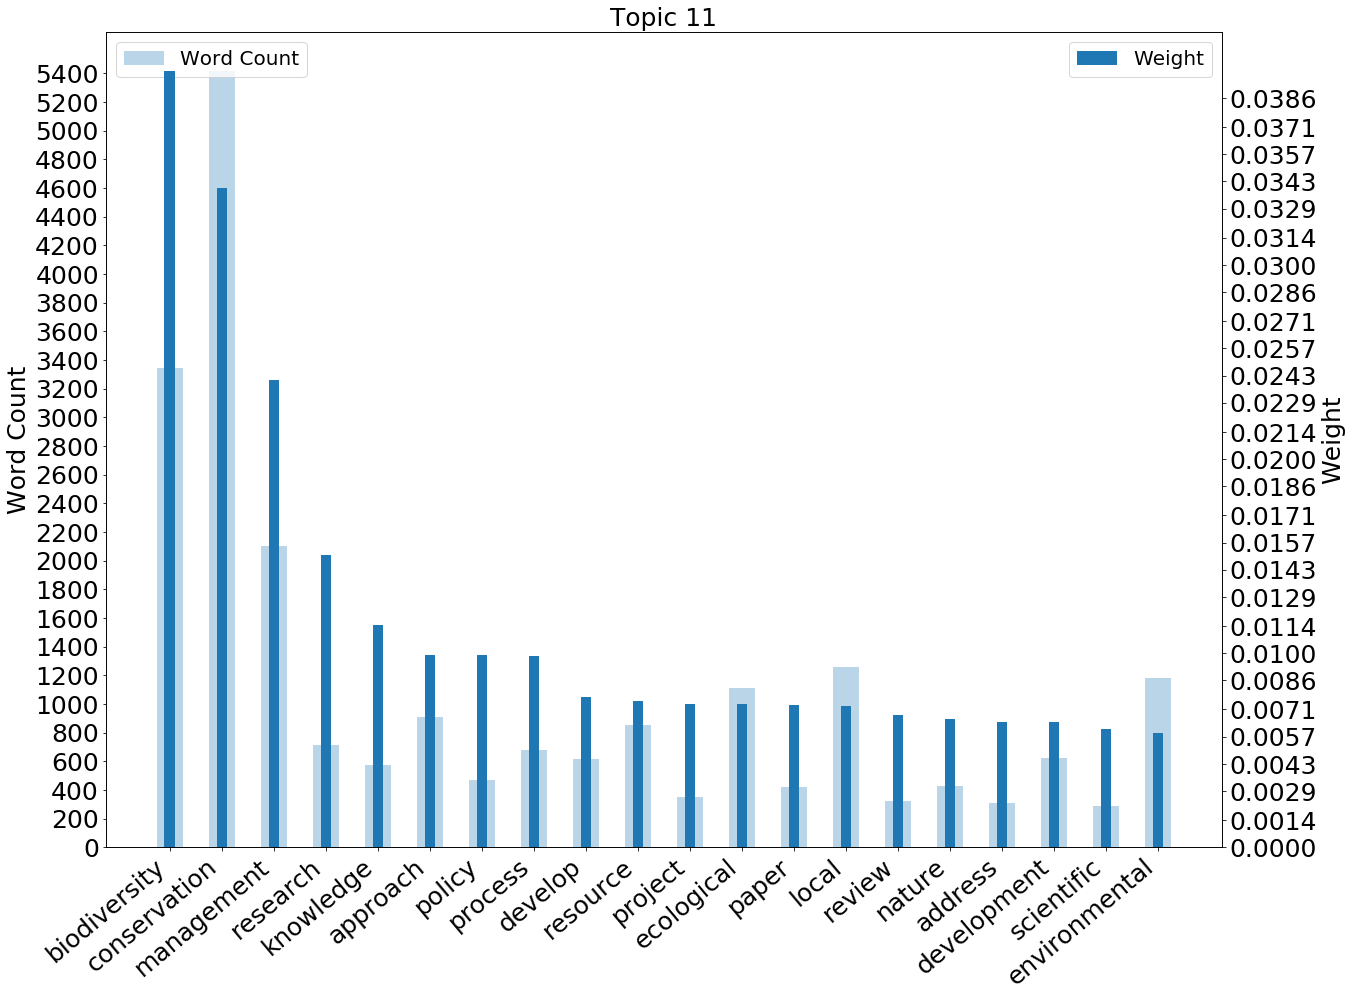 Topic 11
Word Count
Weight
5400
5200
5000
4800
4600
4400
4200
4000
3800
3600
3400
3200
3000
2800
2600
2400
2200
2000
1800
1600
1400
1200
1000
800
600
400
200
0
Word Count
0.0386
0.0371
0.0357
0.0343
0.0329
0.0314
0.0300
0.0286
0.0271
0.0257
0.0243
0.0229
0.0214
0.0200
0.0186
0.0171
0.0157
0.0143
0.0129
0.0114
0.0100
0.0086
0.0071
0.0057
0.0043
0.0029
0.0014
0.0000
Weight
biodiversity
conservation
management
research
knowledge
approach
policy
process
develop
resource
project
ecological
paper
local
review
nature
address
development
scientific
environmental